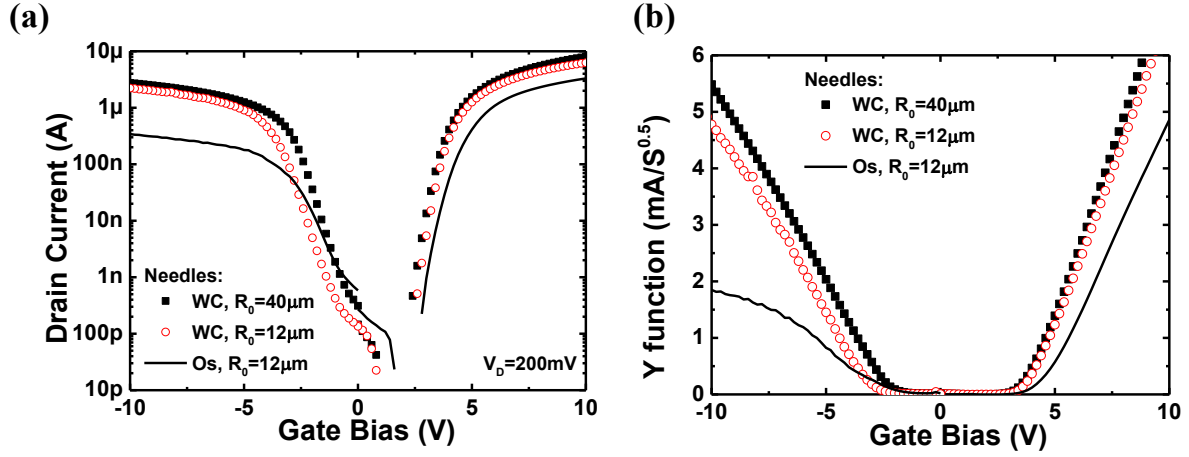 (a)
10µ
1µ
100n
10n
1n
100p
10p
Drain Current (A)
Needles:
WC, R₀=40µm
WC, R₀=12µm
Os, R₀=12µm
V_D=200mV
-10 -5 0 5 10
Gate Bias (V)
(b)
6
5
4
3
2
1
0
Y function (mA/S^0.5)
Needles:
WC, R₀=40µm
WC, R₀=12µm
Os, R₀=12µm
-10 -5 0 5 10
Gate Bias (V)